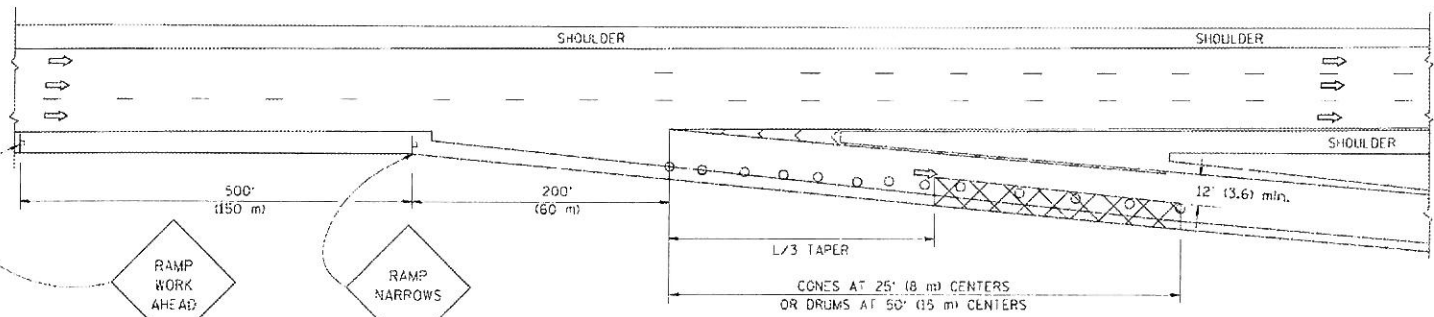 SHOULDER
SHOULDER
SHOULDER
500'
(150 m)
200'
(60 m)
12' (3.6) min.
L/3 TAPER
RAMP
WORK
AHEAD
RAMP
NARROWS
CONES AT 25' (8 m) CENTERS
OR DRUMS AT 50' (15 m) CENTERS